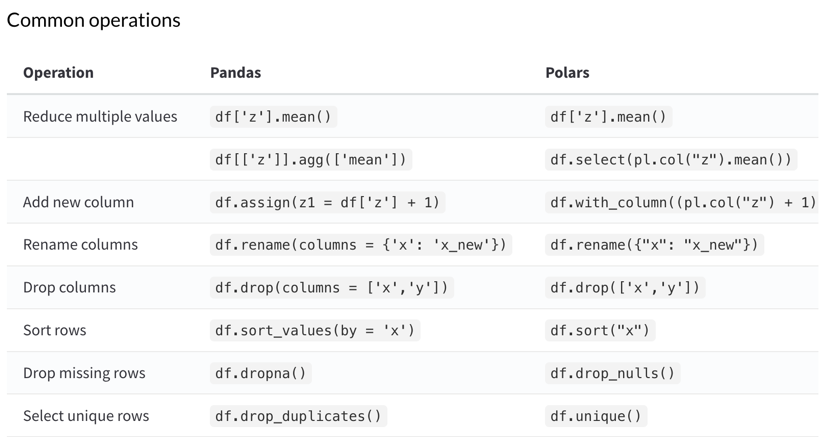 Common operations
Operation Pandas Polars
Reduce multiple values df['z'].mean() df['z'].mean()
df[['z']].agg(['mean']) df.select(pl.col("z").mean())
Add new column df.assign(z1 = df['z'] + 1) df.with_column((pl.col("z") + 1)
Rename columns df.rename(columns = {'x': 'x_new'}) df.rename({"x": "x_new"})
Drop columns df.drop(columns = ['x','y']) df.drop(['x','y'])
Sort rows df.sort_values(by = 'x') df.sort("x")
Drop missing rows df.dropna() df.drop_nulls()
Select unique rows df.drop_duplicates() df.unique()